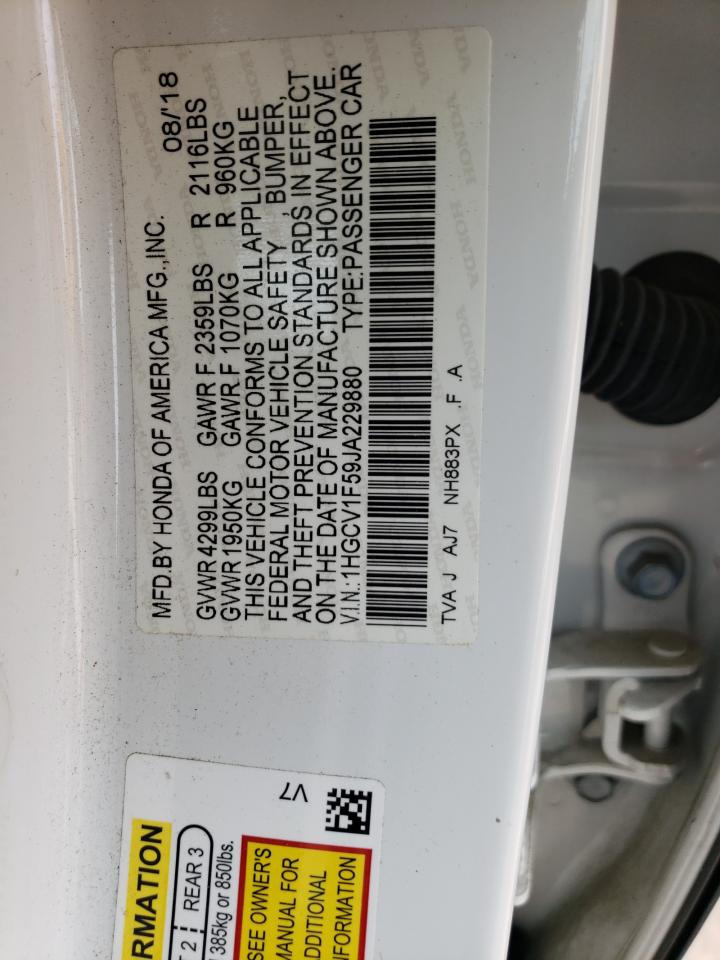 MFD.BY HONDA OF AMERICA MFG.,INC. 08/'18
GVWR 4299LBS GAWR F 2359LBS R 2116LBS
GVWR 1950KG GAWR F 1070KG R 960KG
THIS VEHICLE CONFORMS TO ALL APPLICABLE
FEDERAL MOTOR VEHICLE SAFETY , BUMPER,
AND THEFT PREVENTION STANDARDS IN EFFECT
ON THE DATE OF MANUFACTURE SHOWN ABOVE.
V.I.N.:1HGCV1F59JA229880 TYPE:PASSENGER CAR
TVA J AJ7 NH883PX .F .A
V7
RMATION
2 REAR 3
385kg or 850lbs.
SEE OWNER'S
MANUAL FOR
ADDITIONAL
INFORMATION